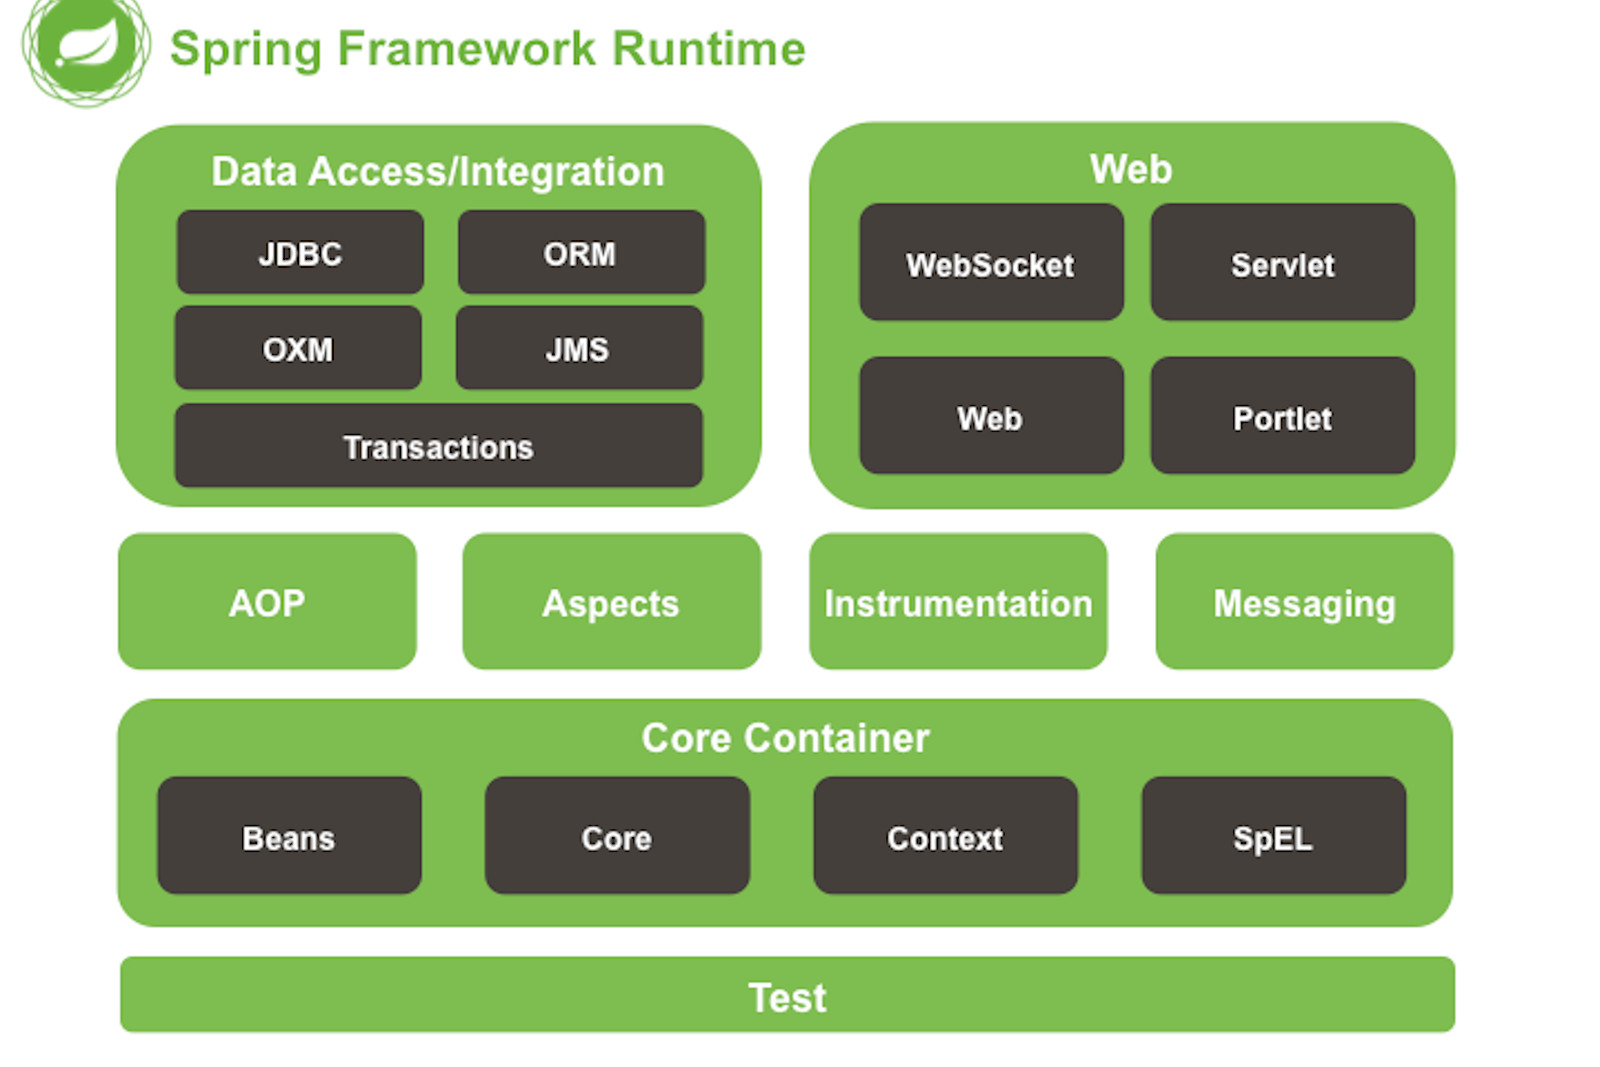 Spring Framework Runtime
Data Access/Integration
JDBC
ORM
OXM
JMS
Transactions
Web
WebSocket
Servlet
Web
Portlet
AOP
Aspects
Instrumentation
Messaging
Core Container
Beans
Core
Context
SpEL
Test